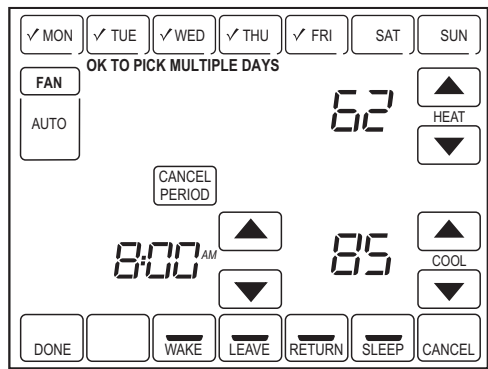 ✓ MON ✓ TUE ✓ WED ✓ THU ✓ FRI SAT SUN
OK TO PICK MULTIPLE DAYS
FAN
AUTO
62
HEAT
CANCEL
PERIOD
8:00 AM
85
COOL
DONE WAKE LEAVE RETURN SLEEP CANCEL